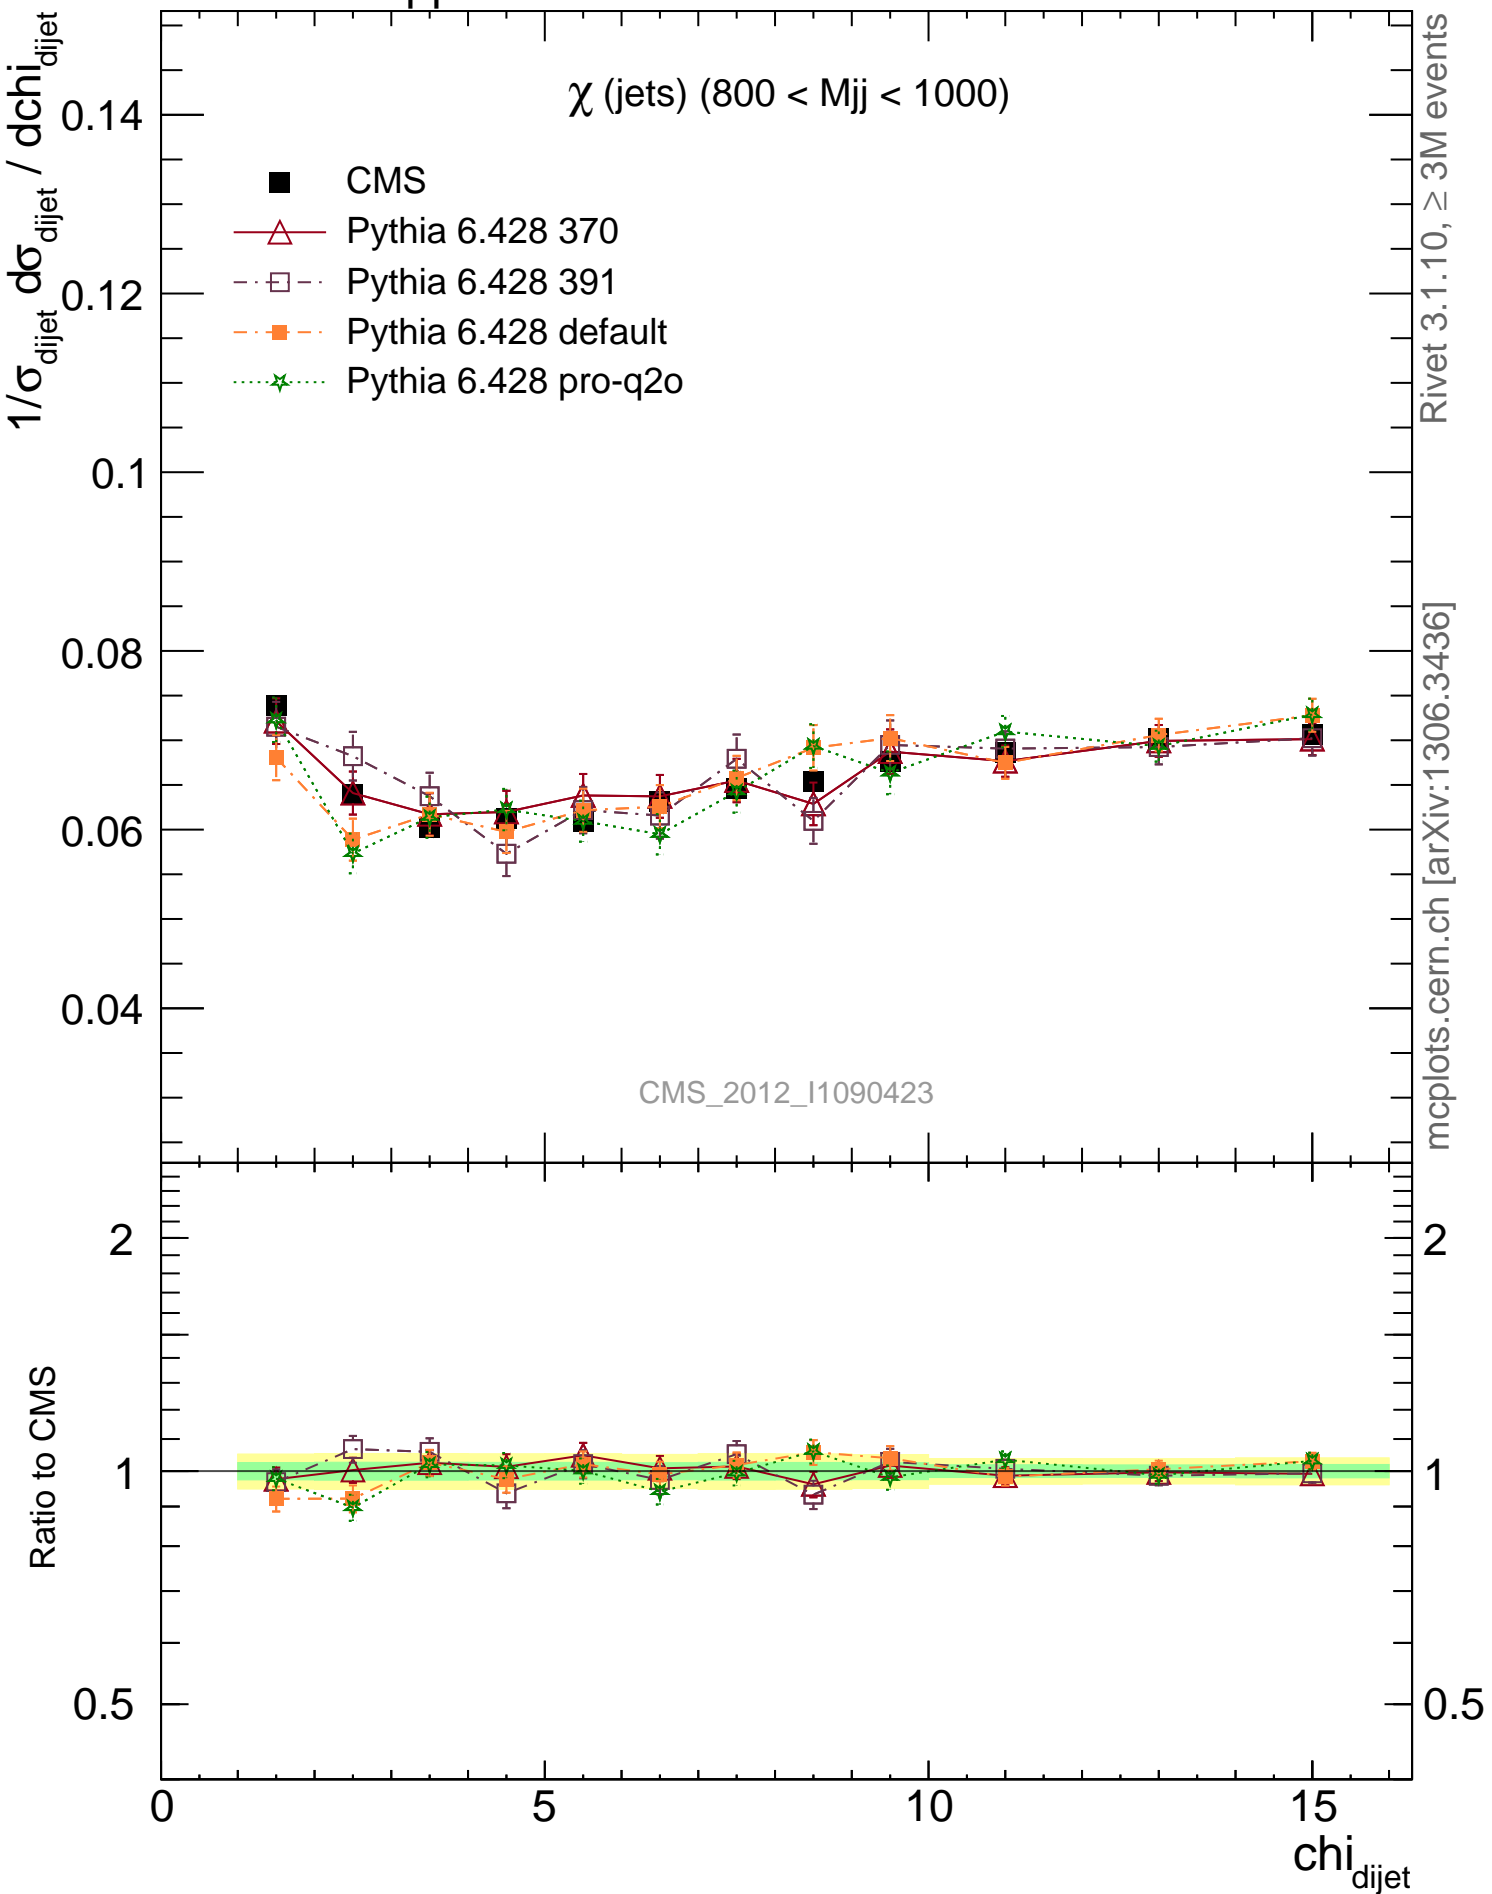 χ (jets) (800 < Mjj < 1000)
1/σdijet dσdijet / dchidijet
CMS
Pythia 6.428 370
Pythia 6.428 391
Pythia 6.428 default
Pythia 6.428 pro-q2o
0.14
0.12
0.1
0.08
0.06
0.04
CMS_2012_I1090423
Rivet 3.1.10, ≥ 3M events
mcplots.cern.ch [arXiv:1306.3436]
Ratio to CMS
2
1
0.5
2
1
0.5
0
5
10
15
chidijet